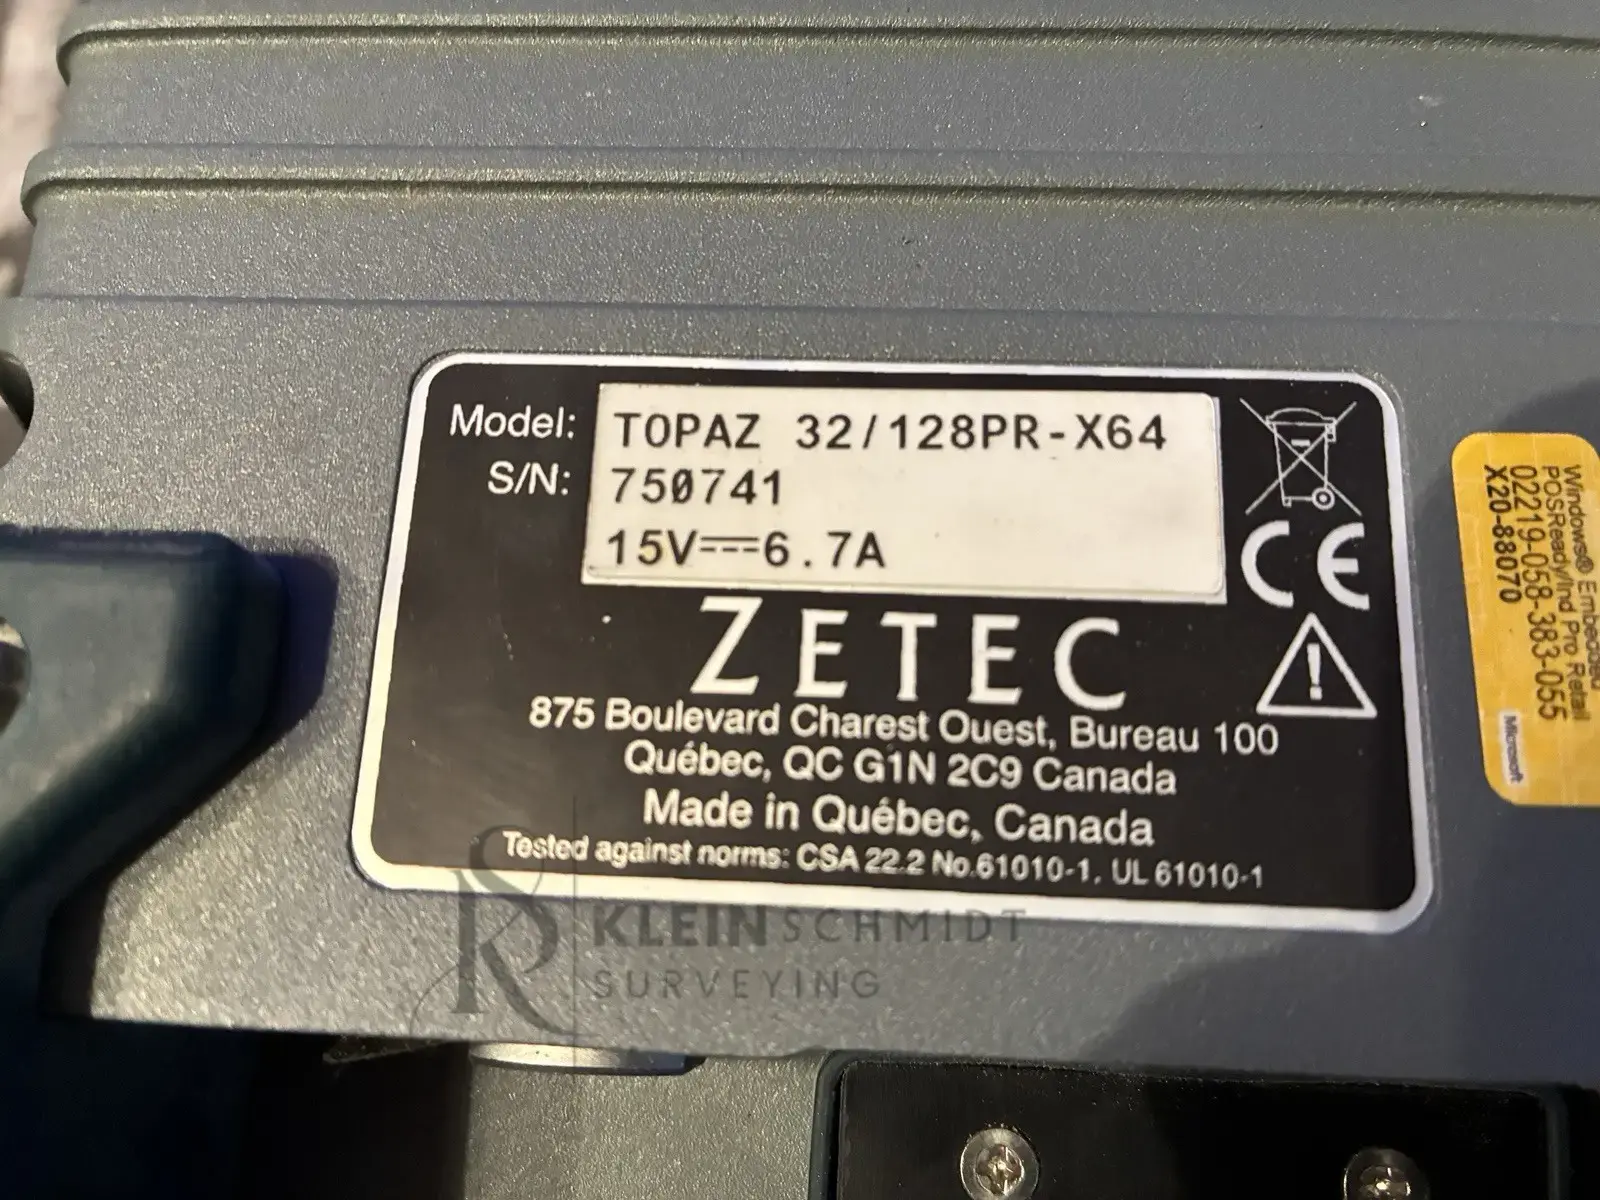 Model: TOPAZ 32/128PR-X64
S/N: 750741
15V⎓6.7A
CE
ZETEC
875 Boulevard Charest Ouest, Bureau 100
Québec, QC G1N 2C9 Canada
Made in Québec, Canada
Tested against norms: CSA 22.2 No.61010-1, UL 61010-1
Windows® Embedded
POSReady/Ind Pro Retail
02219-058-383-055
X20-88070
Microsoft
KLEINSCHMIDT
SURVEYING